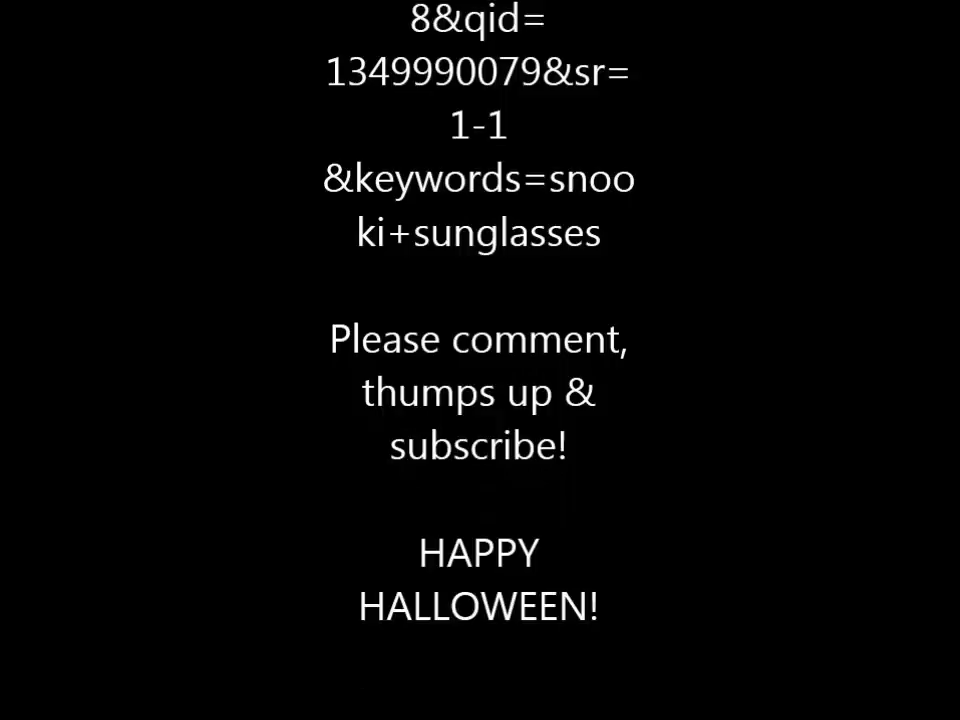 8&qid=
1349990079&sr=
1-1
&keywords=snoo
ki+sunglasses
Please comment,
thumps up &
subscribe!
HAPPY
HALLOWEEN!